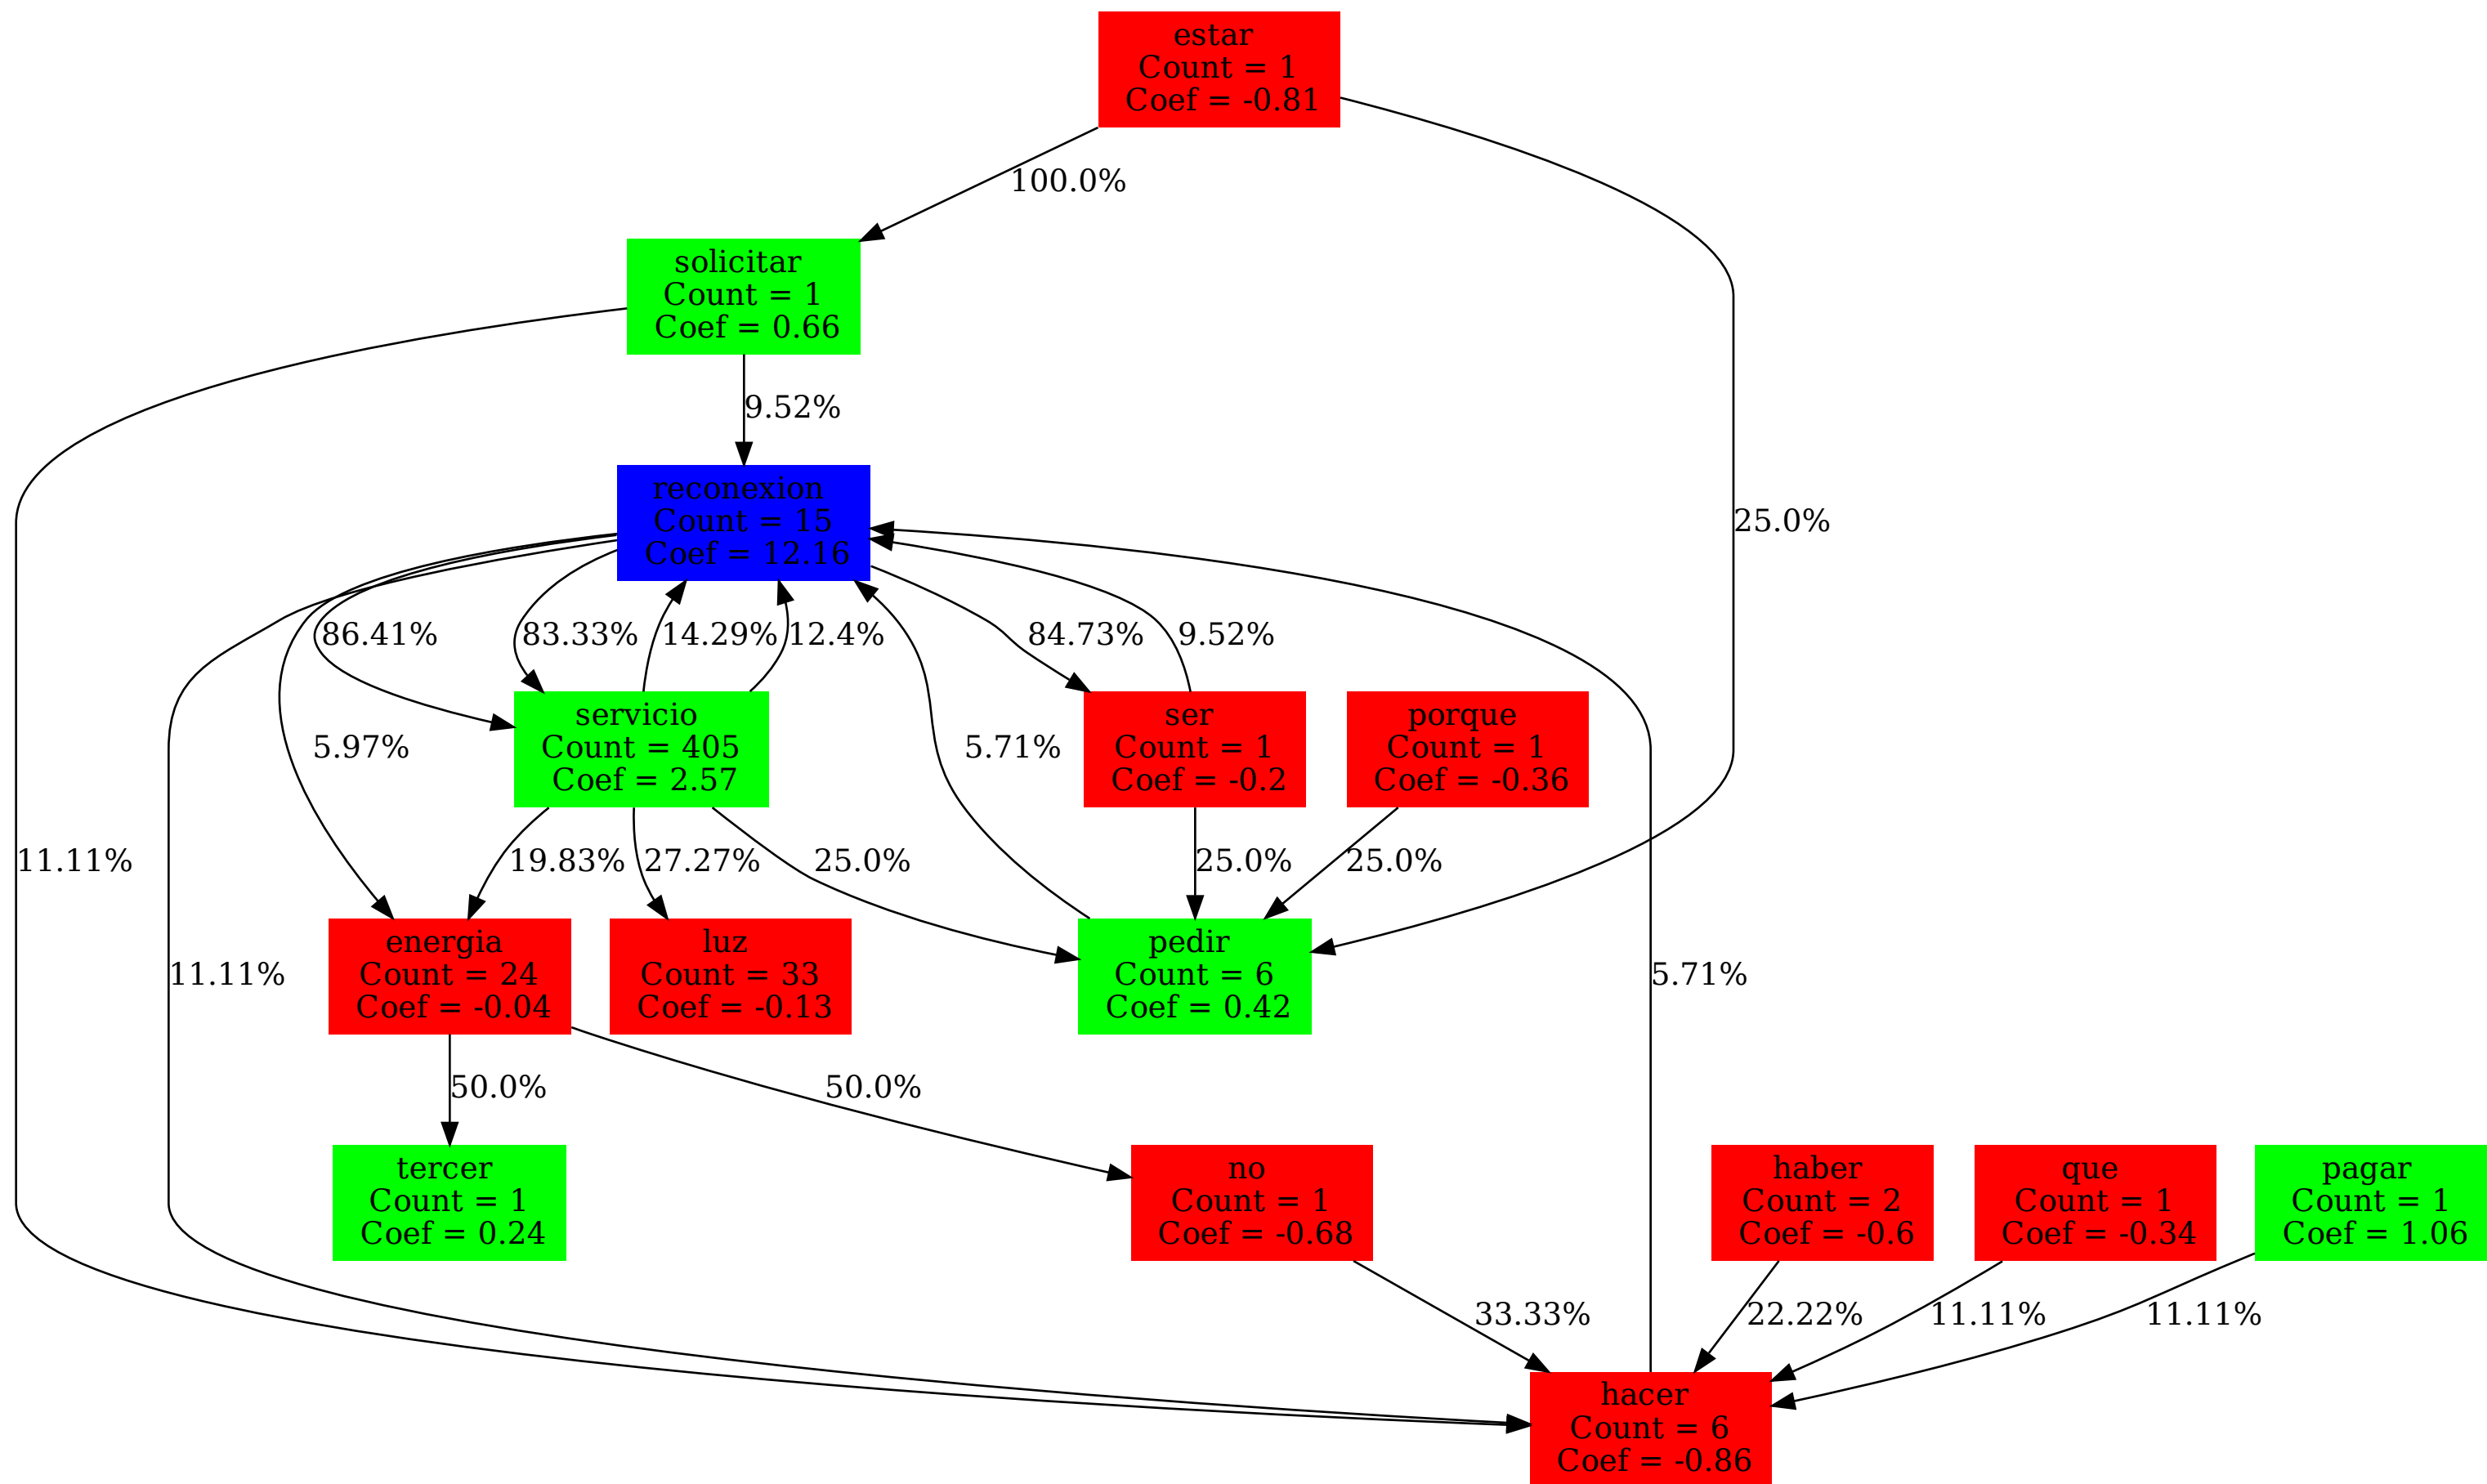 estar
Count = 1
Coef = -0.81
100.0%
solicitar
Count = 1
Coef = 0.66
9.52%
reconexion
Count = 15
Coef = 12.16
25.0%
86.41%
83.33%
14.29%
12.4%
84.73%
9.52%
servicio
Count = 405
Coef = 2.57
ser
Count = 1
Coef = -0.2
porque
Count = 1
Coef = -0.36
5.97%
5.71%
11.11%
19.83%
27.27%
25.0%
25.0%
25.0%
energia
Count = 24
Coef = -0.04
luz
Count = 33
Coef = -0.13
pedir
Count = 6
Coef = 0.42
11.11%
5.71%
50.0%
50.0%
tercer
Count = 1
Coef = 0.24
no
Count = 1
Coef = -0.68
haber
Count = 2
Coef = -0.6
que
Count = 1
Coef = -0.34
pagar
Count = 1
Coef = 1.06
33.33%
22.22%
11.11%
11.11%
hacer
Count = 6
Coef = -0.86